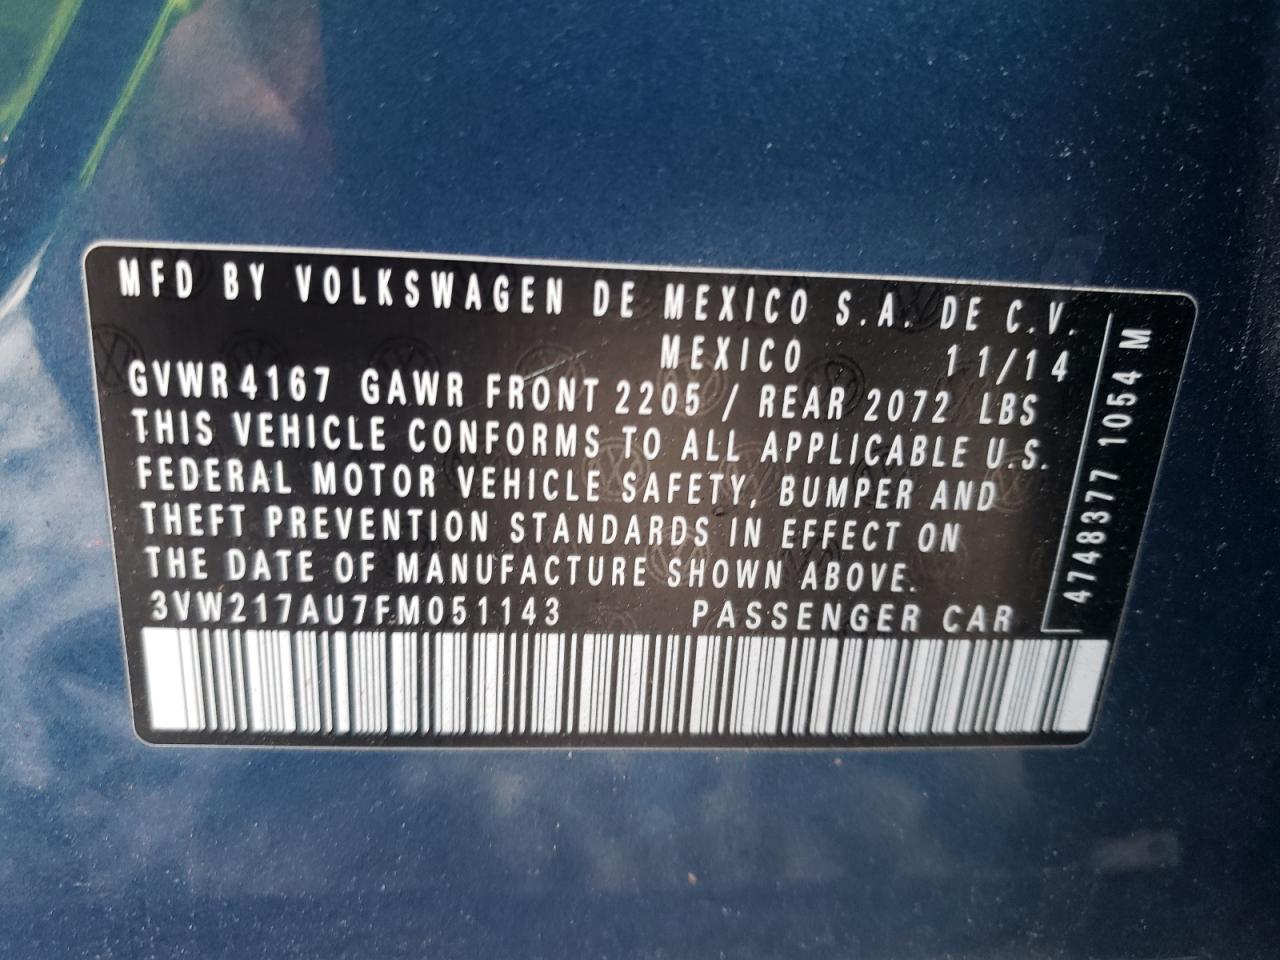 MFD BY VOLKSWAGEN DE MEXICO S.A. DE C.V.
MEXICO 11/14
GVWR 4167 GAWR FRONT 2205 / REAR 2072 LBS
THIS VEHICLE CONFORMS TO ALL APPLICABLE U.S.
FEDERAL MOTOR VEHICLE SAFETY, BUMPER AND
THEFT PREVENTION STANDARDS IN EFFECT ON
THE DATE OF MANUFACTURE SHOWN ABOVE.
3VW217AU7FM051143 PASSENGER CAR
4748377 1054 M